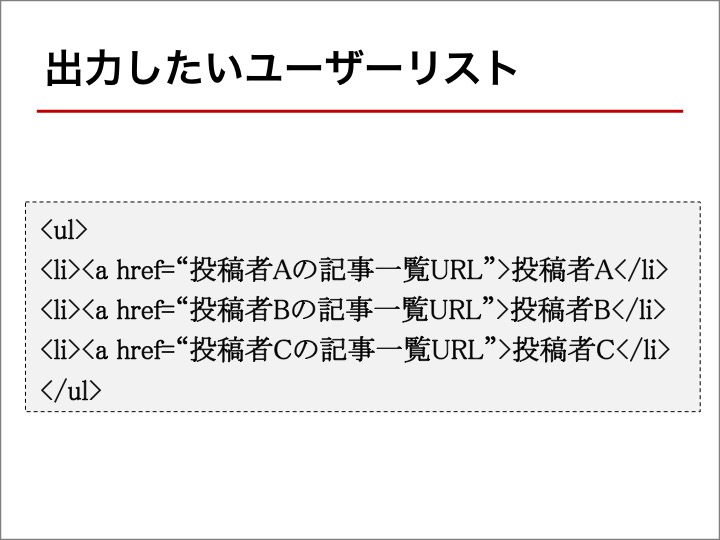 出力したいユーザーリスト
<ul>
<li><a href=“投稿者Aの記事一覧URL”>投稿者A</li>
<li><a href=“投稿者Bの記事一覧URL”>投稿者B</li>
<li><a href=“投稿者Cの記事一覧URL”>投稿者C</li>
</ul>